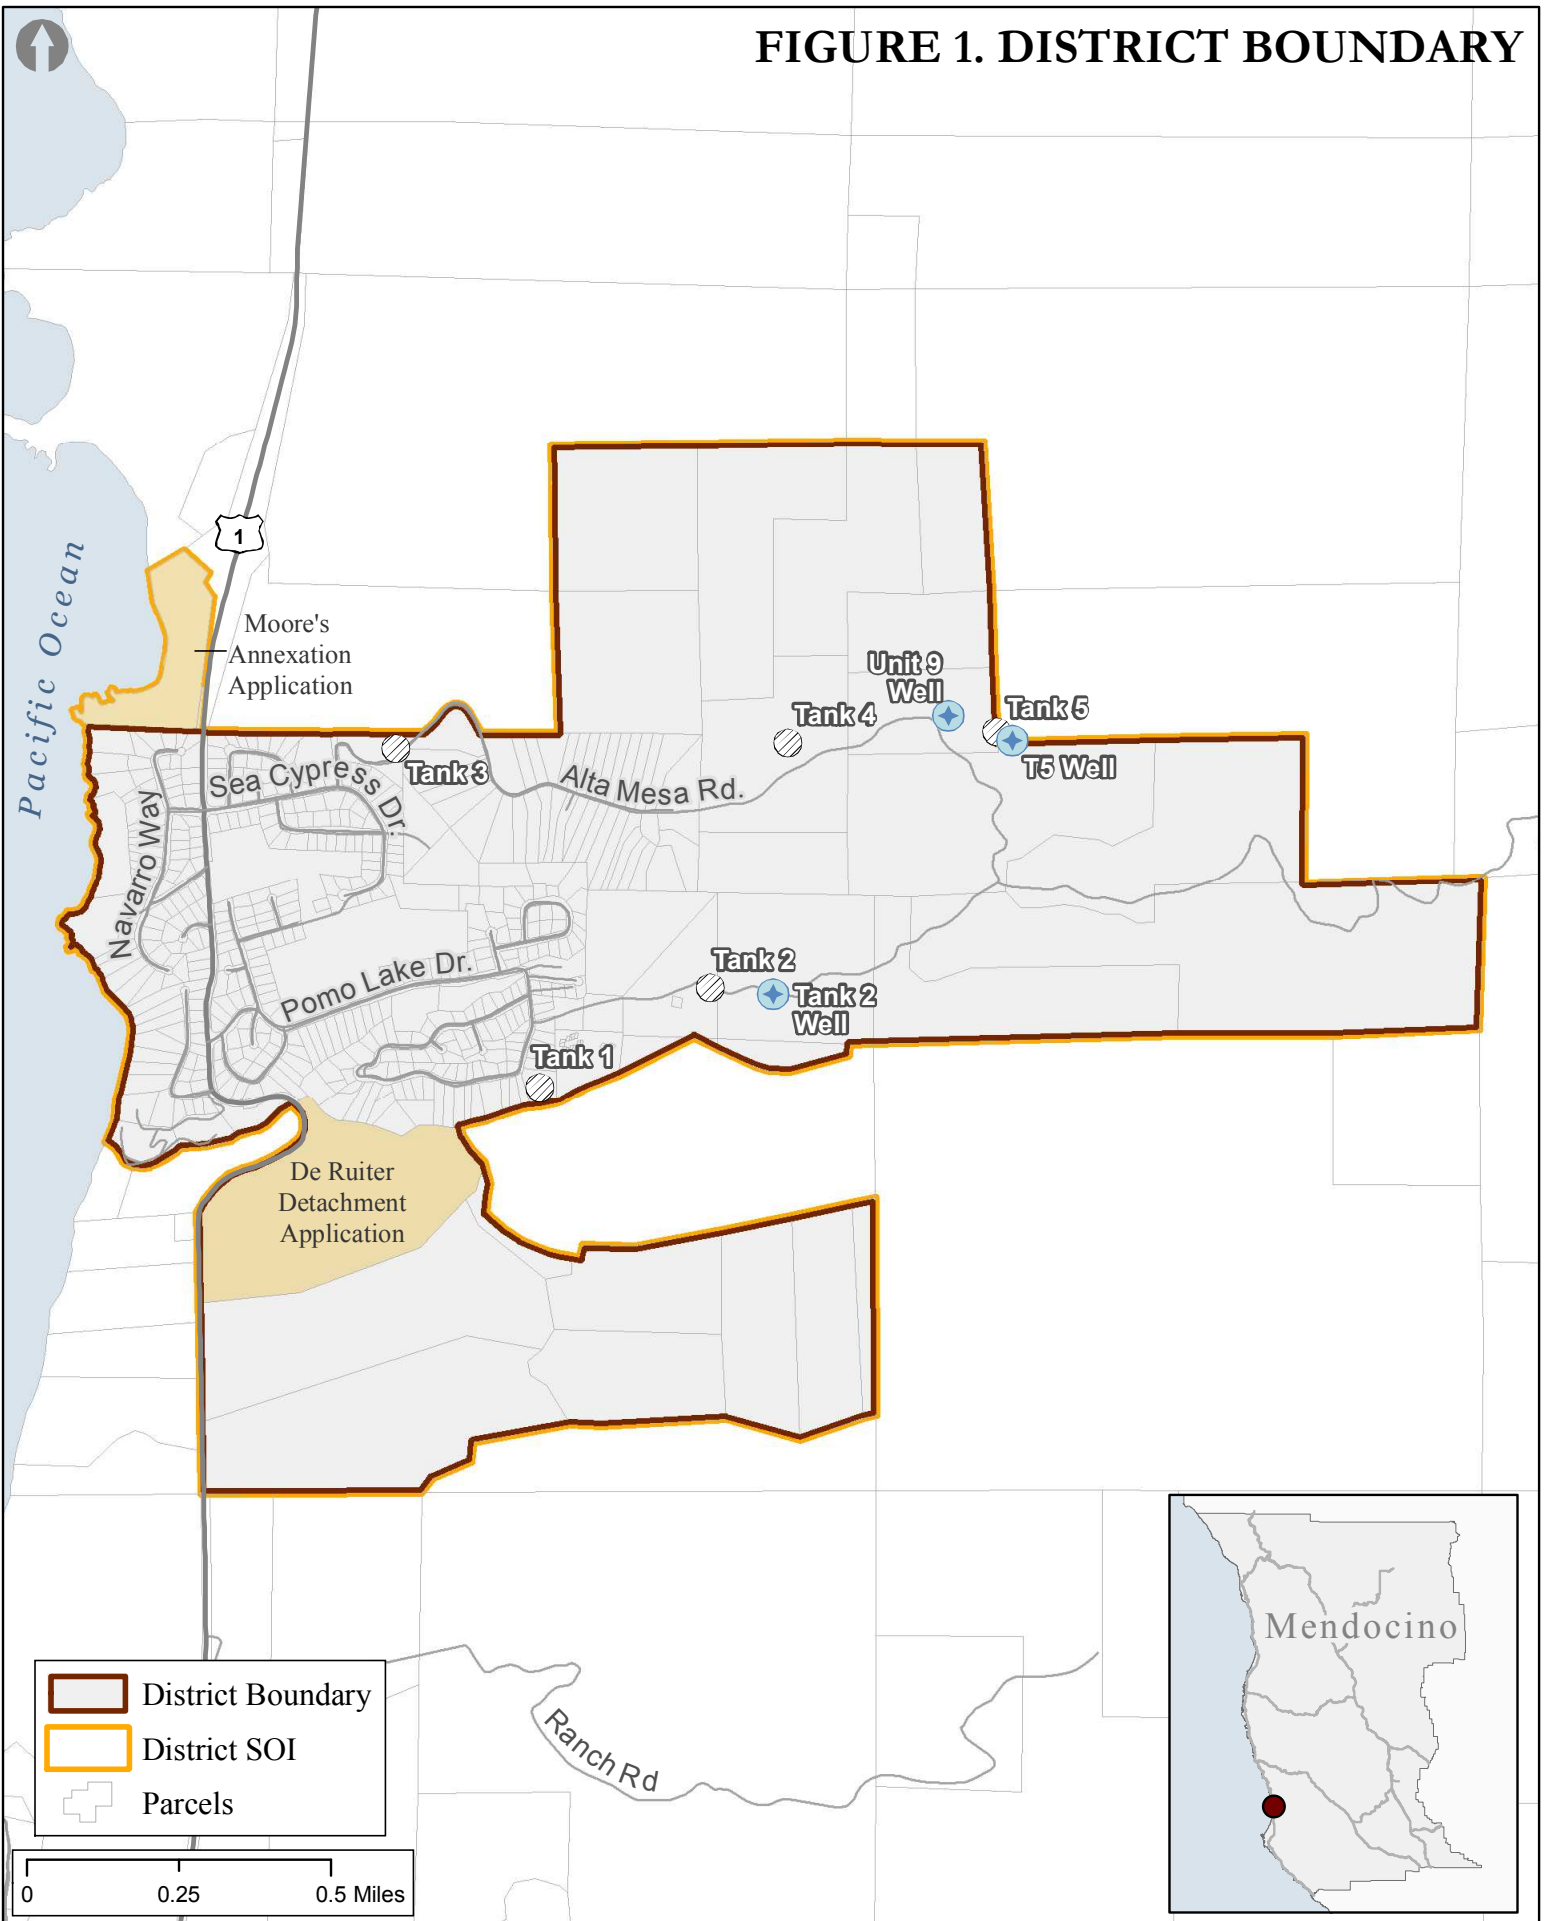 FIGURE 1. DISTRICT BOUNDARY
1
Pacific Ocean
Moore's
Annexation
Application
Unit 9
Well
Tank 5
Tank 4
T5 Well
Tank 3
Sea Cypress Dr.
Alta Mesa Rd.
Navarro Way
Pomo Lake Dr.
Tank 2
Tank 2
Well
Tank 1
De Ruiter
Detachment
Application
Mendocino
Ranch Rd
District Boundary
District SOI
Parcels
0 0.25 0.5 Miles